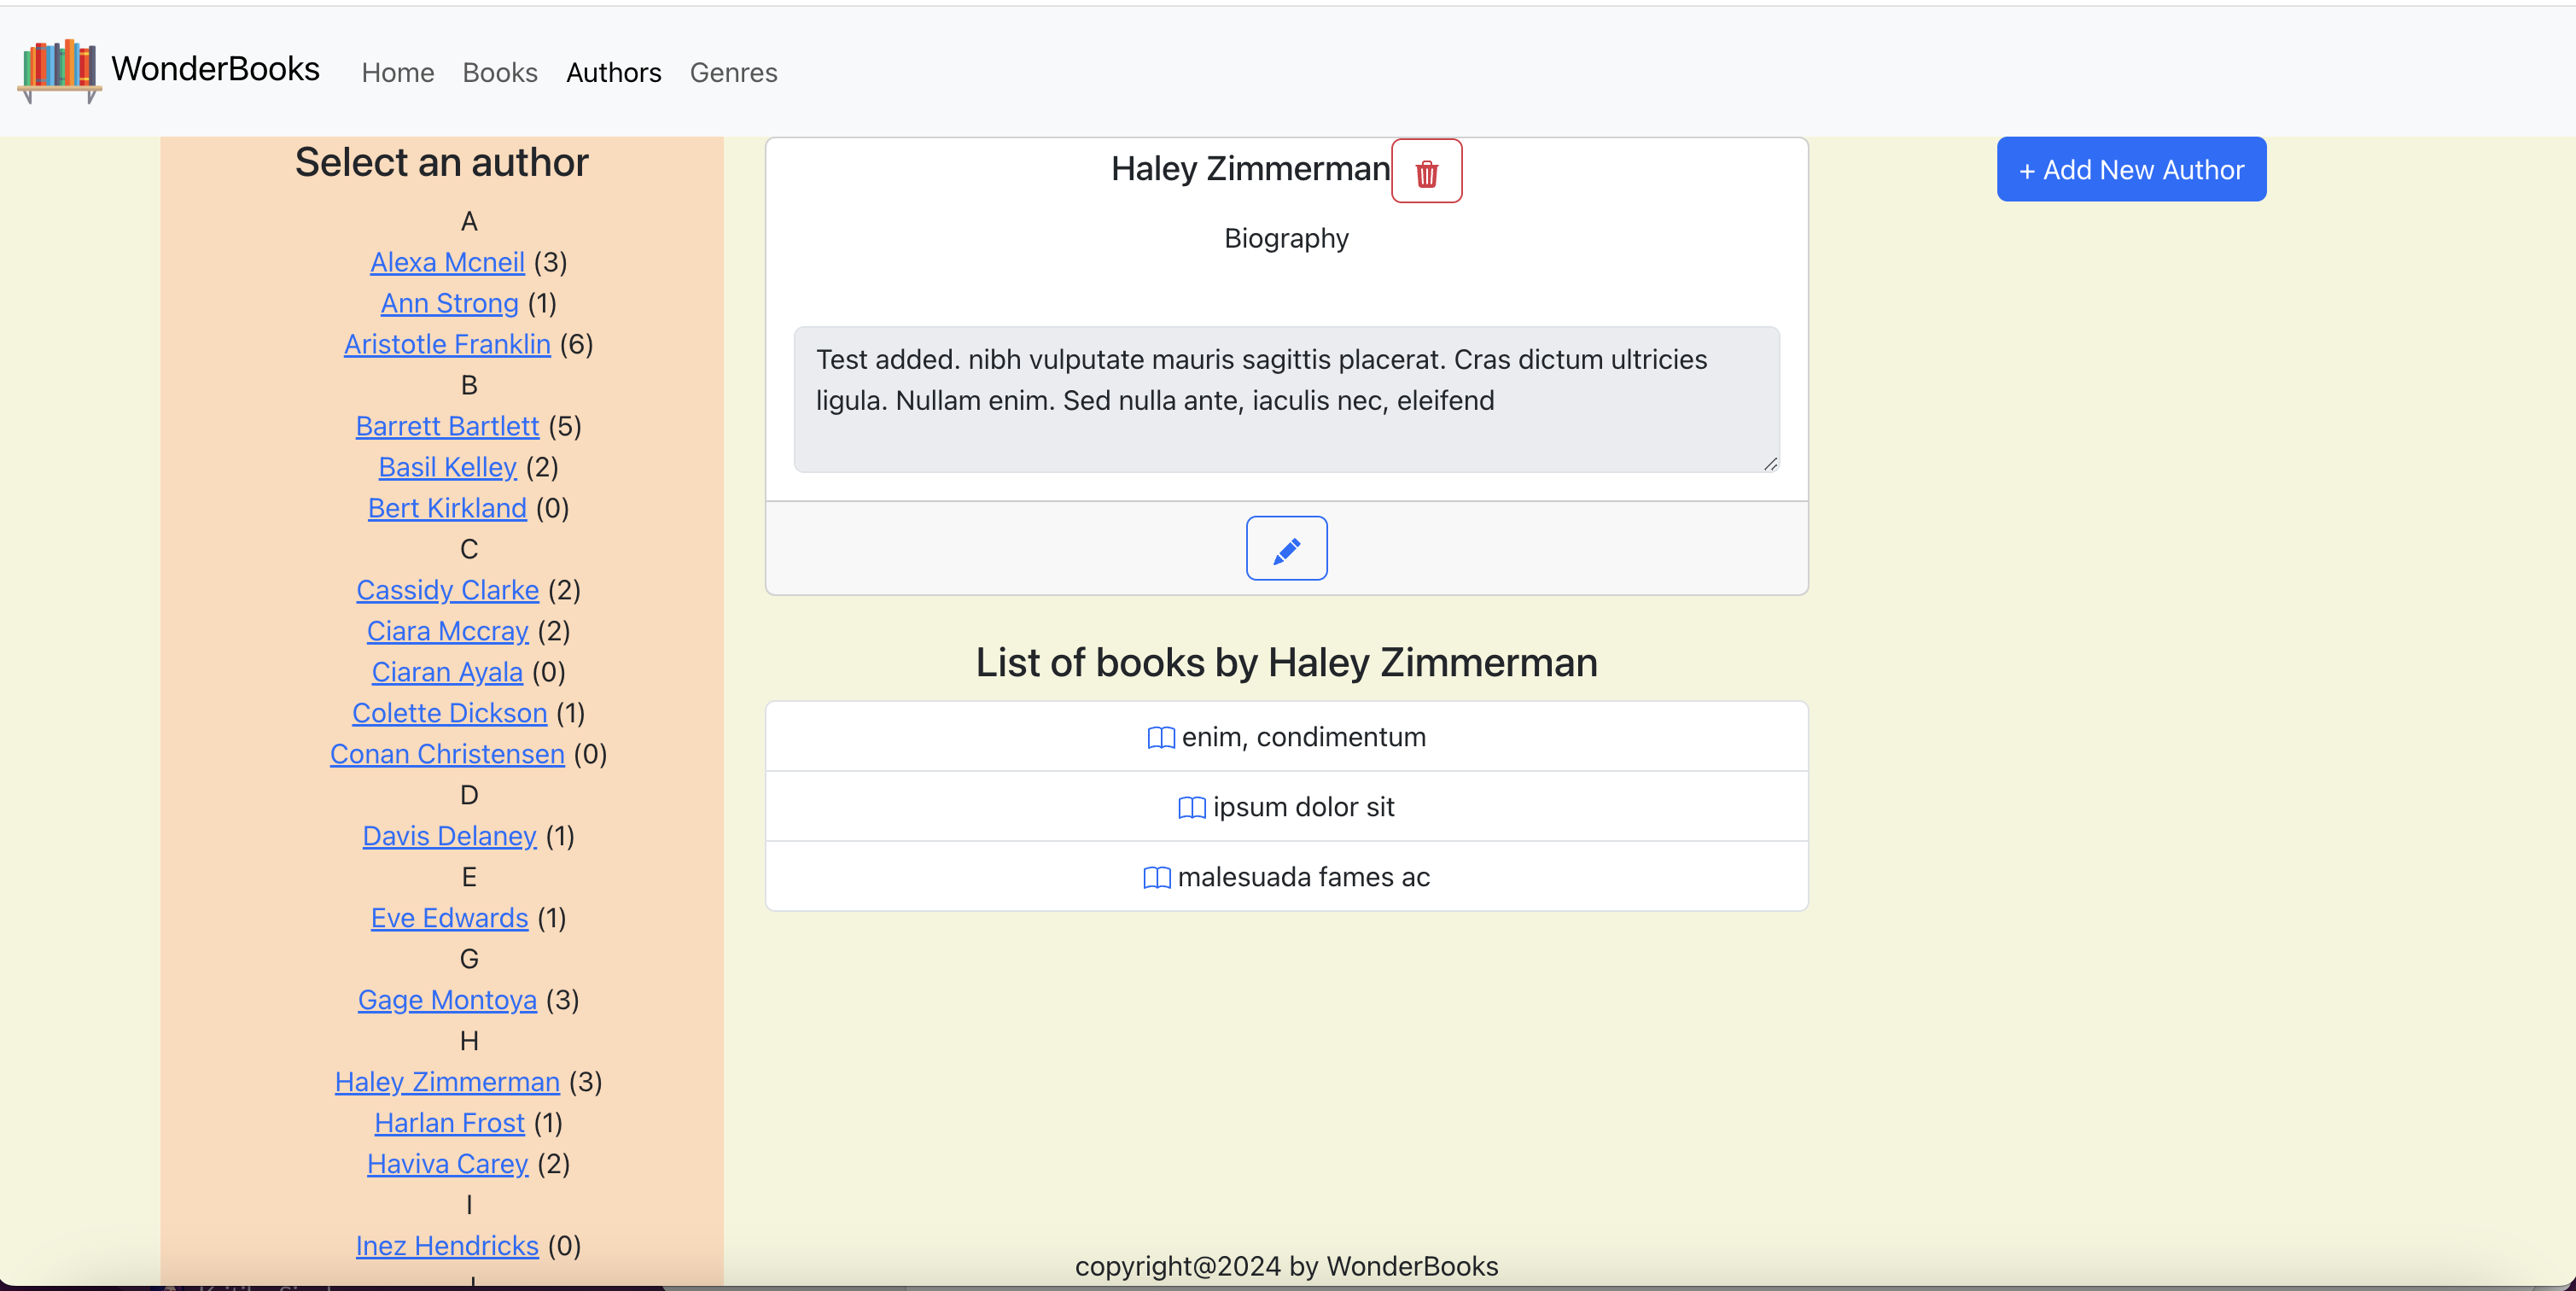 WonderBooks Home Books Authors Genres
Select an author
A
Alexa Mcneil (3)
Ann Strong (1)
Aristotle Franklin (6)
B
Barrett Bartlett (5)
Basil Kelley (2)
Bert Kirkland (0)
C
Cassidy Clarke (2)
Ciara Mccray (2)
Ciaran Ayala (0)
Colette Dickson (1)
Conan Christensen (0)
D
Davis Delaney (1)
E
Eve Edwards (1)
G
Gage Montoya (3)
H
Haley Zimmerman (3)
Harlan Frost (1)
Haviva Carey (2)
I
Inez Hendricks (0)
Haley Zimmerman
Biography
Test added. nibh vulputate mauris sagittis placerat. Cras dictum ultricies
ligula. Nullam enim. Sed nulla ante, iaculis nec, eleifend
List of books by Haley Zimmerman
enim, condimentum
ipsum dolor sit
malesuada fames ac
+ Add New Author
copyright@2024 by WonderBooks